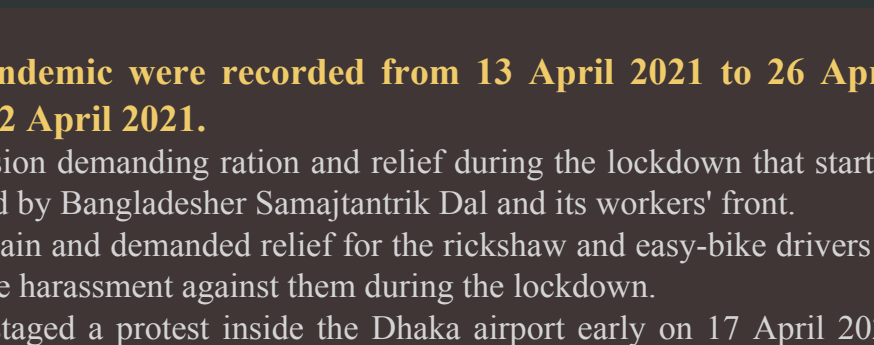 ndemic were recorded from 13 April 2021 to 26 Apr
2 April 2021.
sion demanding ration and relief during the lockdown that start
d by Bangladesher Samajtantrik Dal and its workers' front.
ain and demanded relief for the rickshaw and easy-bike drivers
e harassment against them during the lockdown.
taged a protest inside the Dhaka airport early on 17 April 20